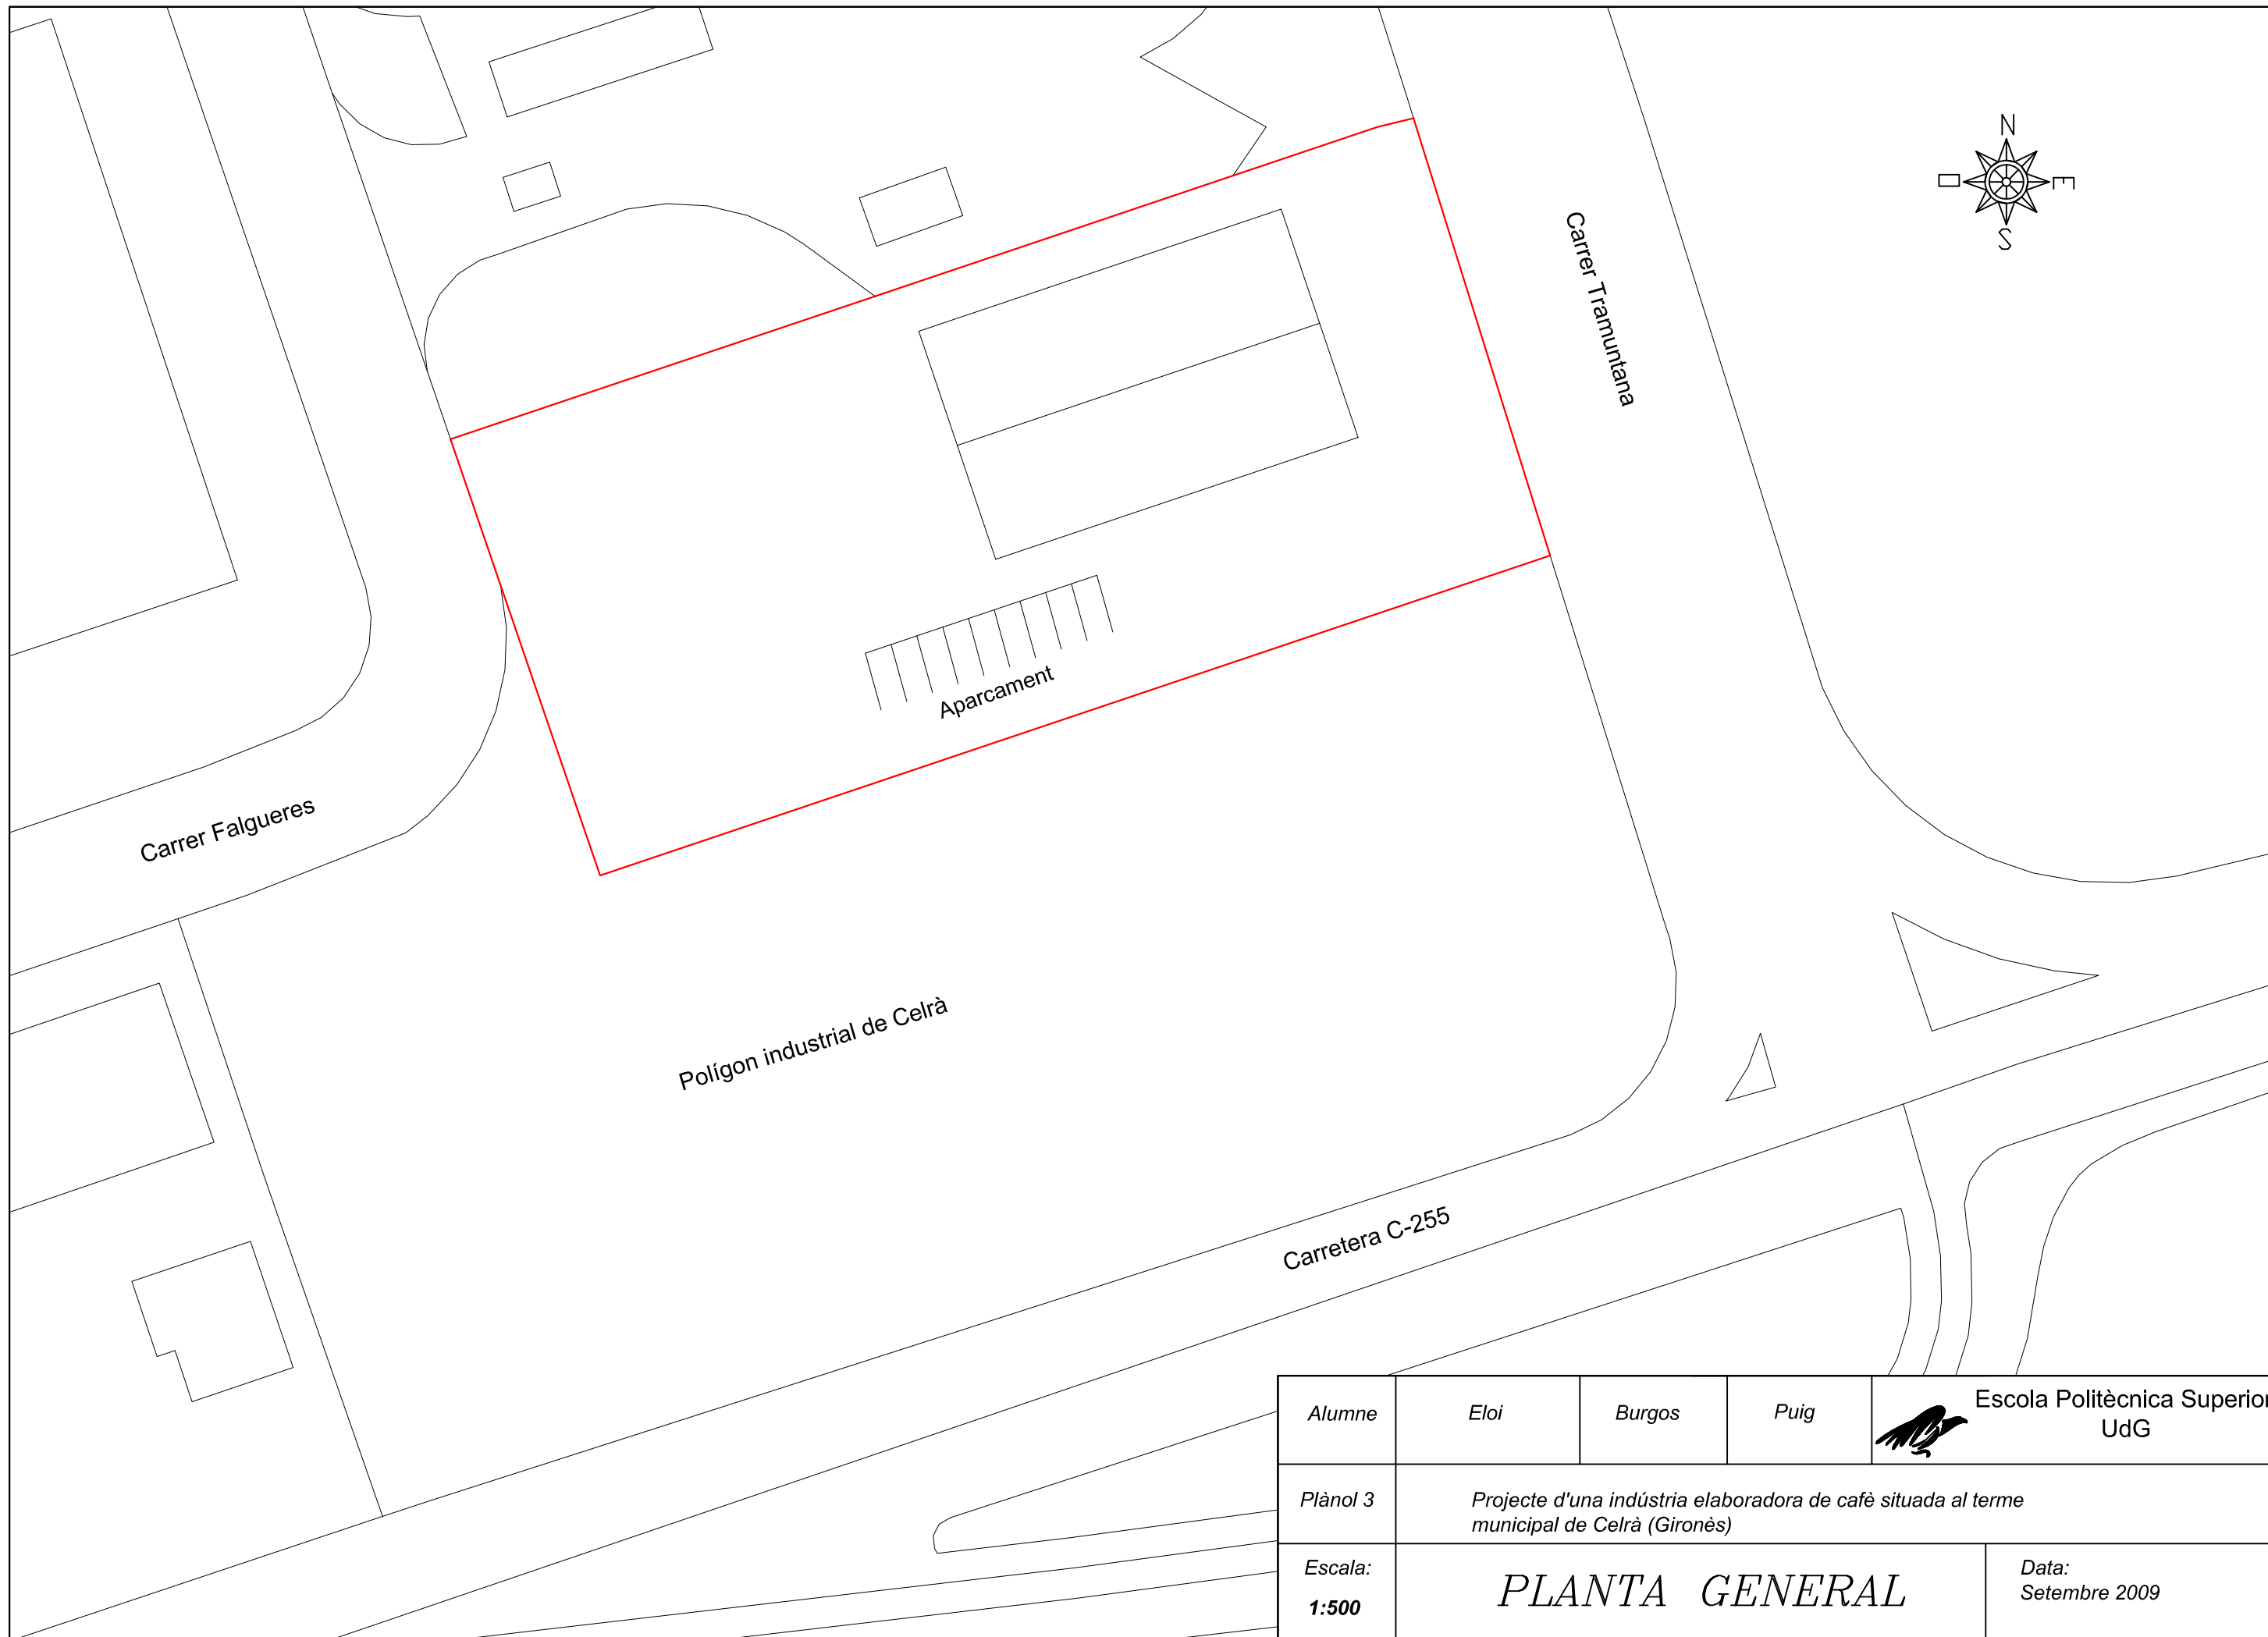 N
O
E
S
Carrer Tramuntana
Aparcament
Carrer Falgueres
Polígon industrial de Celrà
Carretera C-255
Alumne
Eloi
Burgos
Puig
Escola Politècnica Superior
UdG
Plànol 3
Projecte d'una indústria elaboradora de cafè situada al terme
municipal de Celrà (Gironès)
Escala:
1:500
PLANTA GENERAL
Data:
Setembre 2009